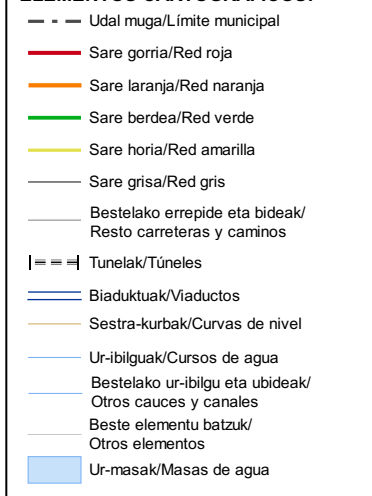 ELEMENTOS CARTOGRÁFICOS:
Udal muga/Límite municipal
Sare gorria/Red roja
Sare laranja/Red naranja
Sare berdea/Red verde
Sare horia/Red amarilla
Sare grisa/Red gris
Bestelako errepide eta bideak/
Resto carreteras y caminos
Tunelak/Túneles
Biaduktuak/Viaductos
Sestra-kurbak/Curvas de nivel
Ur-ibilguak/Cursos de agua
Bestelako ur-ibilgu eta ubideak/
Otros cauces y canales
Beste elementu batzuk/
Otros elementos
Ur-masak/Masas de agua